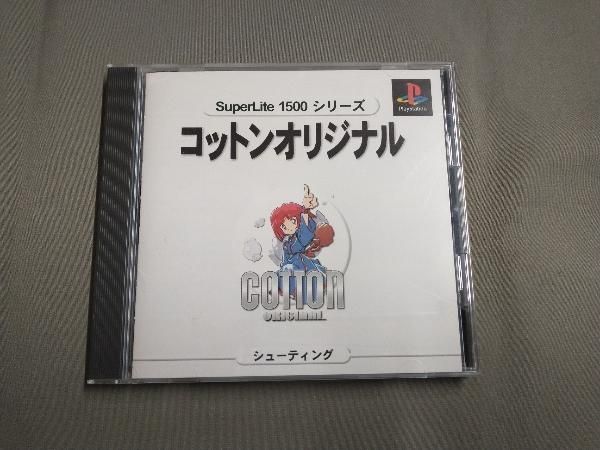 SuperLite 1500 シリーズ
PlayStation
コットンオリジナル
COTTON
ORIGINAL
シューティング